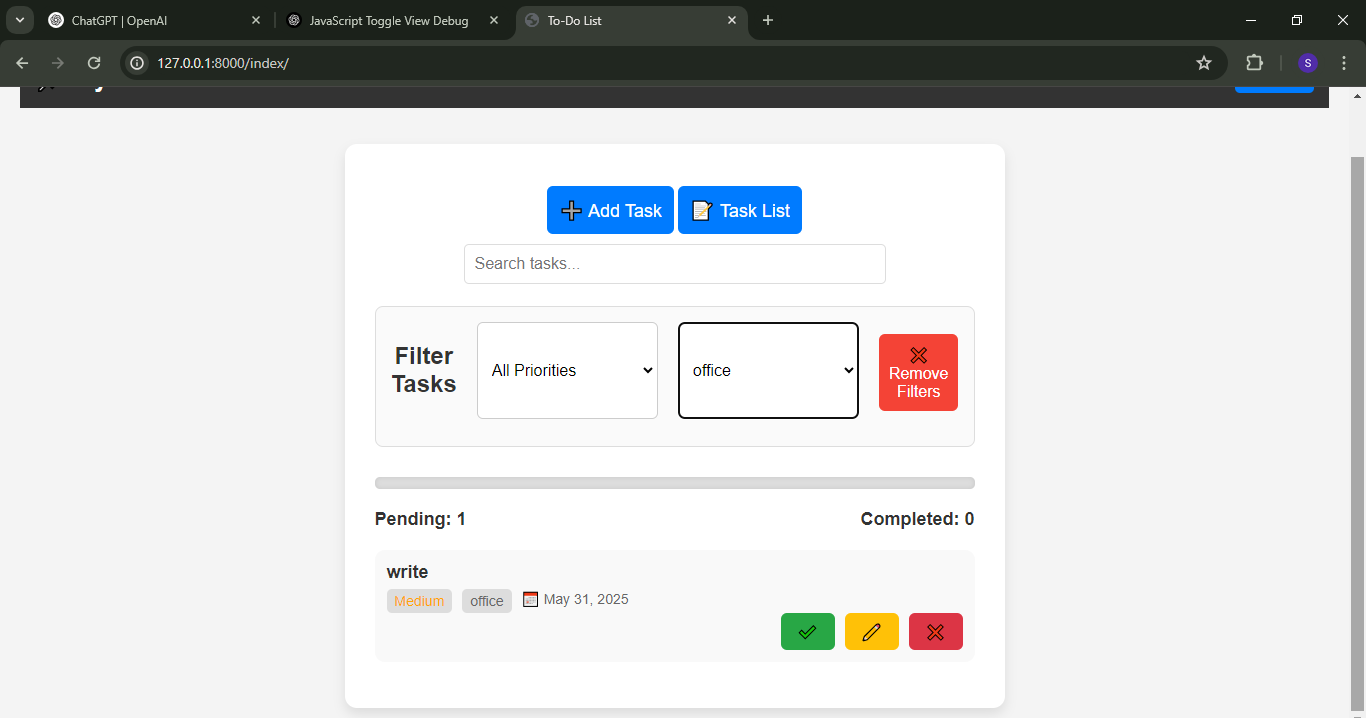 ChatGPT | OpenAI
JavaScript Toggle View Debug
To-Do List
127.0.0.1:8000/index/
S
Add Task
Task List
Search tasks...
Filter
Tasks
All Priorities
office
Remove
Filters
Pending: 1
Completed: 0
write
Medium
office
May 31, 2025